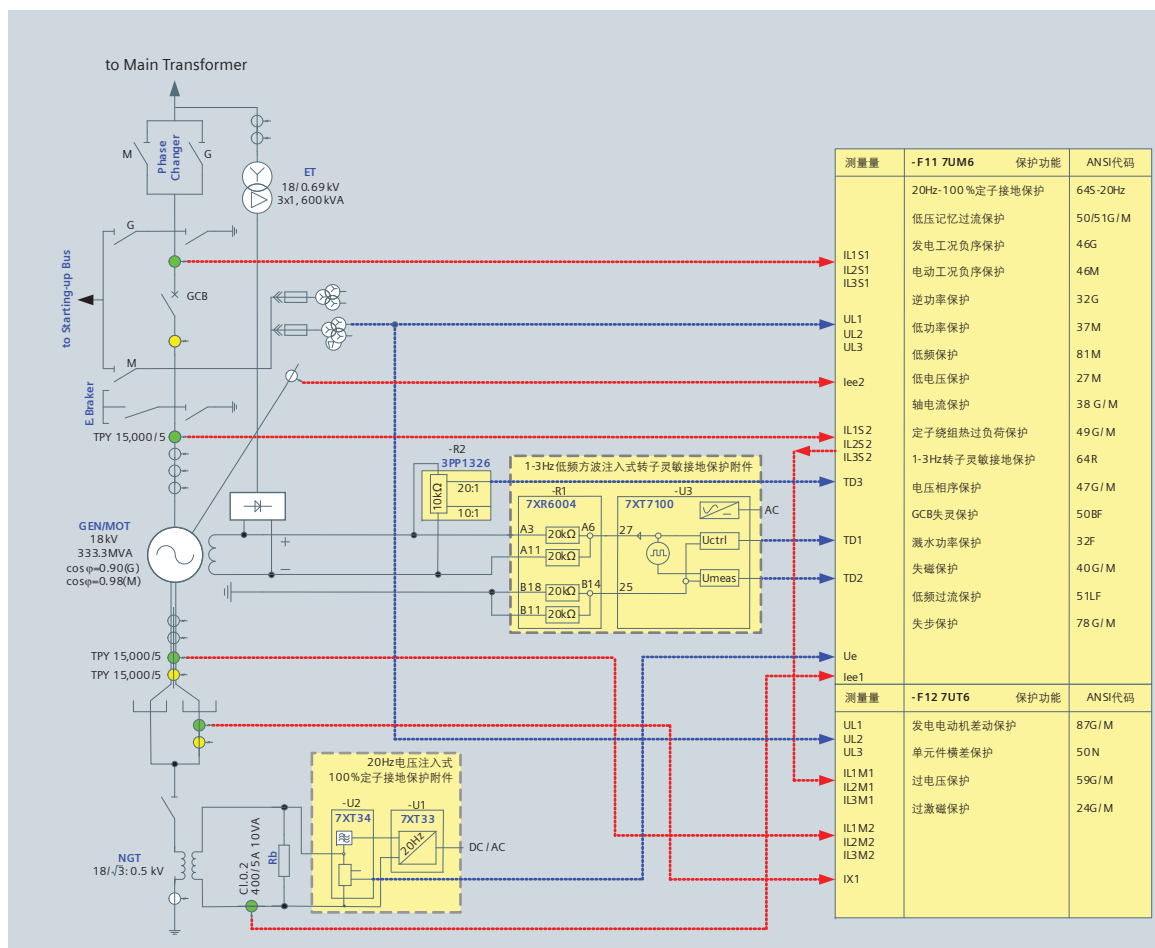 to Main Transformer
M
Phase Changer
G
ET
18/0.69kV
3x1,600kVA
G
to Starting-up Bus
GCB
M
E.Braker
TPY 15,000/5
GEN/MOT
18kV
333.3MVA
cosφ=0.90(G)
cosφ=0.98(M)
+
−
TPY 15,000/5
TPY 15,000/5
NGT
18/√3:0.5 kV
Cl.0.2
400/5A 10VA
Rb
-R2
3PP1326
10kΩ
20:1
10:1
1-3Hz低频方波注入式转子灵敏接地保护附件
-R1
7XR6004
-U3
7XT7100
AC
A3
20kΩ
A6
27
Uctrl
A11
20kΩ
Umeas
B18
20kΩ
B14
25
B11
20kΩ
20Hz电压注入式
100%定子接地保护附件
-U2
7XT34
-U1
7XT33
20Hz
DC/AC
测量量
-F11 7UM6
保护功能
ANSI代码
20Hz-100%定子接地保护
64S-20Hz
低压记忆过流保护
50/51G/M
发电工况负序保护
46G
IL1S1
IL2S1
IL3S1
电动工况负序保护
46M
逆功率保护
32G
UL1
UL2
UL3
低功率保护
37M
低频保护
81M
Iee2
低电压保护
27M
轴电流保护
38 G/M
IL1S2
IL2S2
IL3S2
定子绕组热过负荷保护
49G/M
1-3Hz转子灵敏接地保护
64R
TD3
电压相序保护
47G/M
GCB失灵保护
50BF
TD1
溅水功率保护
32F
失磁保护
40G/M
TD2
低频过流保护
51LF
失步保护
78G/M
Ue
Iee1
测量量
-F12 7UT6
保护功能
ANSI代码
UL1
UL2
UL3
发电电动机差动保护
87G/M
单元件横差保护
50N
IL1M1
IL2M1
IL3M1
过电压保护
59G/M
过激磁保护
24G/M
IL1M2
IL2M2
IL3M2
IX1